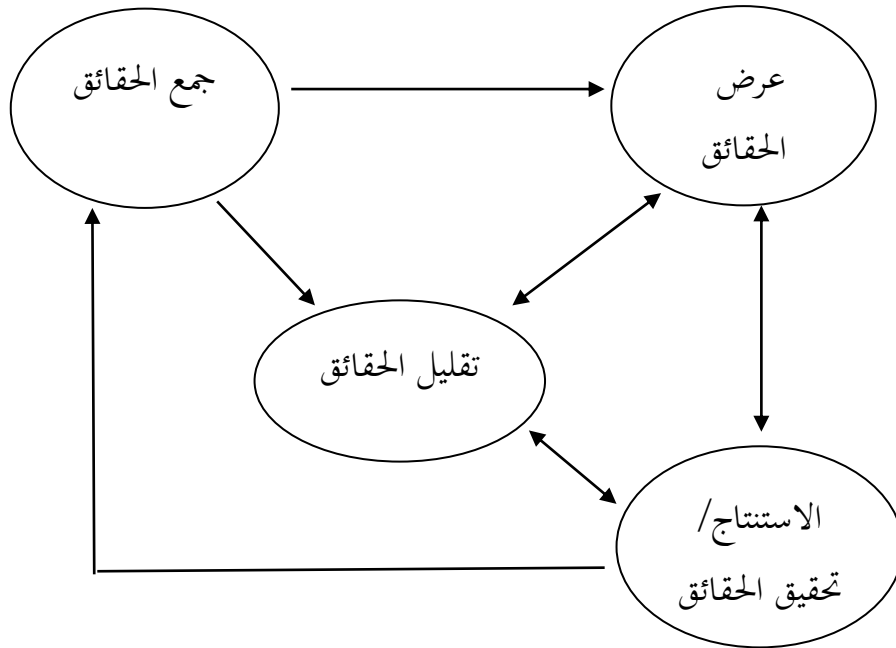 جمع الحقائق
عرض
الحقائق
تقليل الحقائق
الاستنتاج/
تحقيق الحقائق